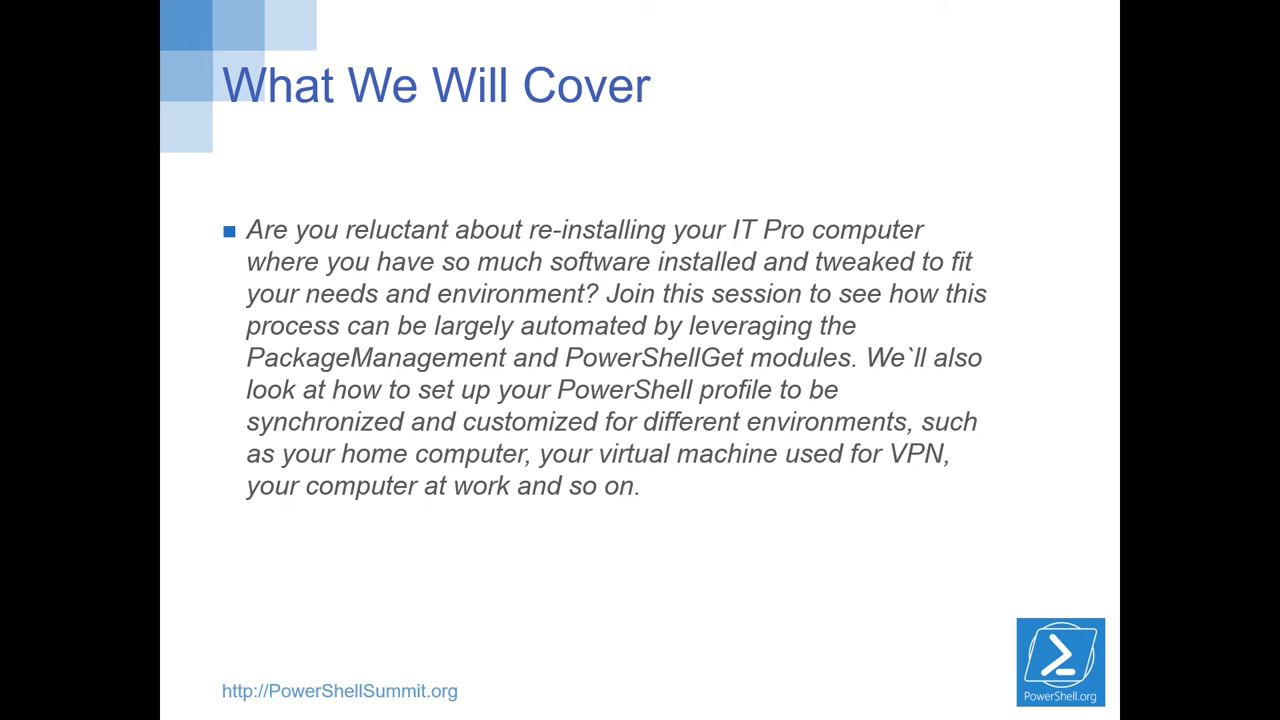 What We Will Cover
Are you reluctant about re-installing your IT Pro computer
where you have so much software installed and tweaked to fit
your needs and environment? Join this session to see how this
process can be largely automated by leveraging the
PackageManagement and PowerShellGet modules. We`ll also
look at how to set up your PowerShell profile to be
synchronized and customized for different environments, such
as your home computer, your virtual machine used for VPN,
your computer at work and so on.
http://PowerShellSummit.org
PowerShell.org